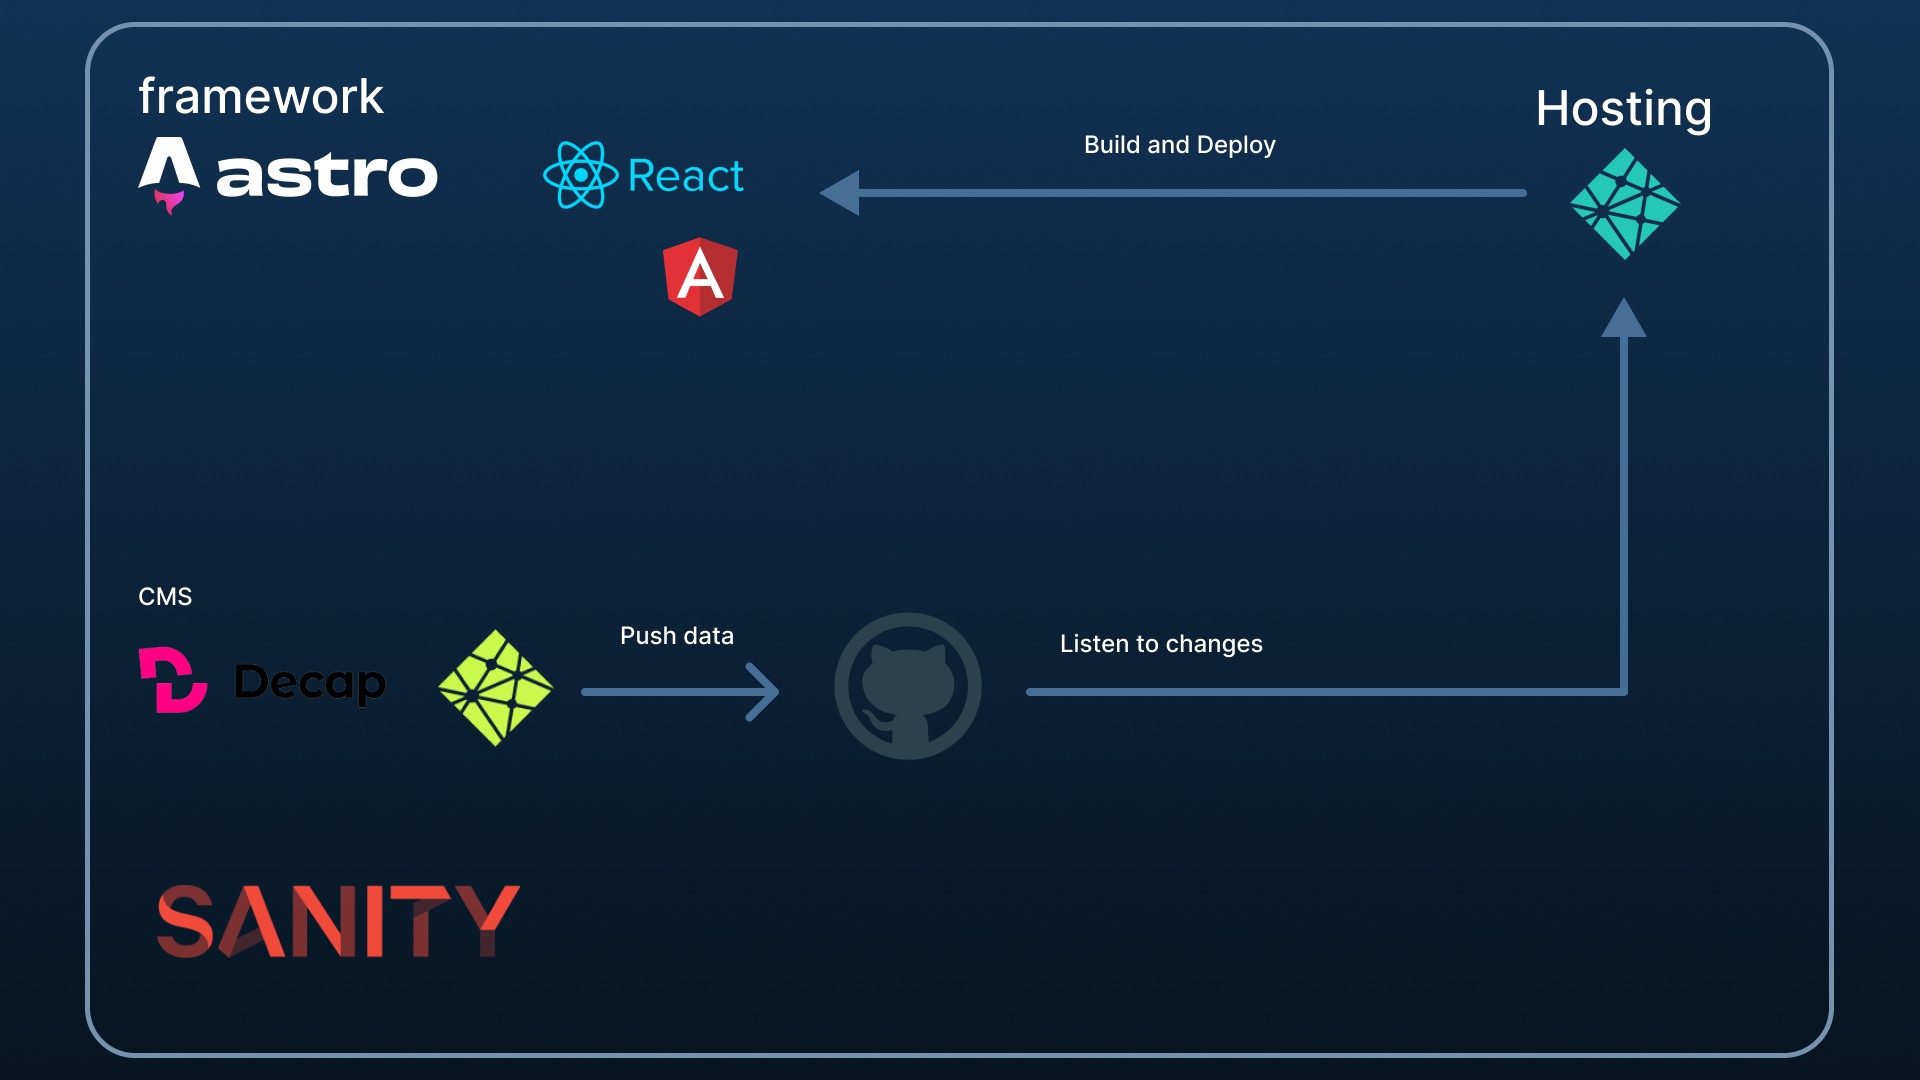 framework
Hosting
astro
React
Build and Deploy
A
CMS
Decap
Push data
Listen to changes
SANITY